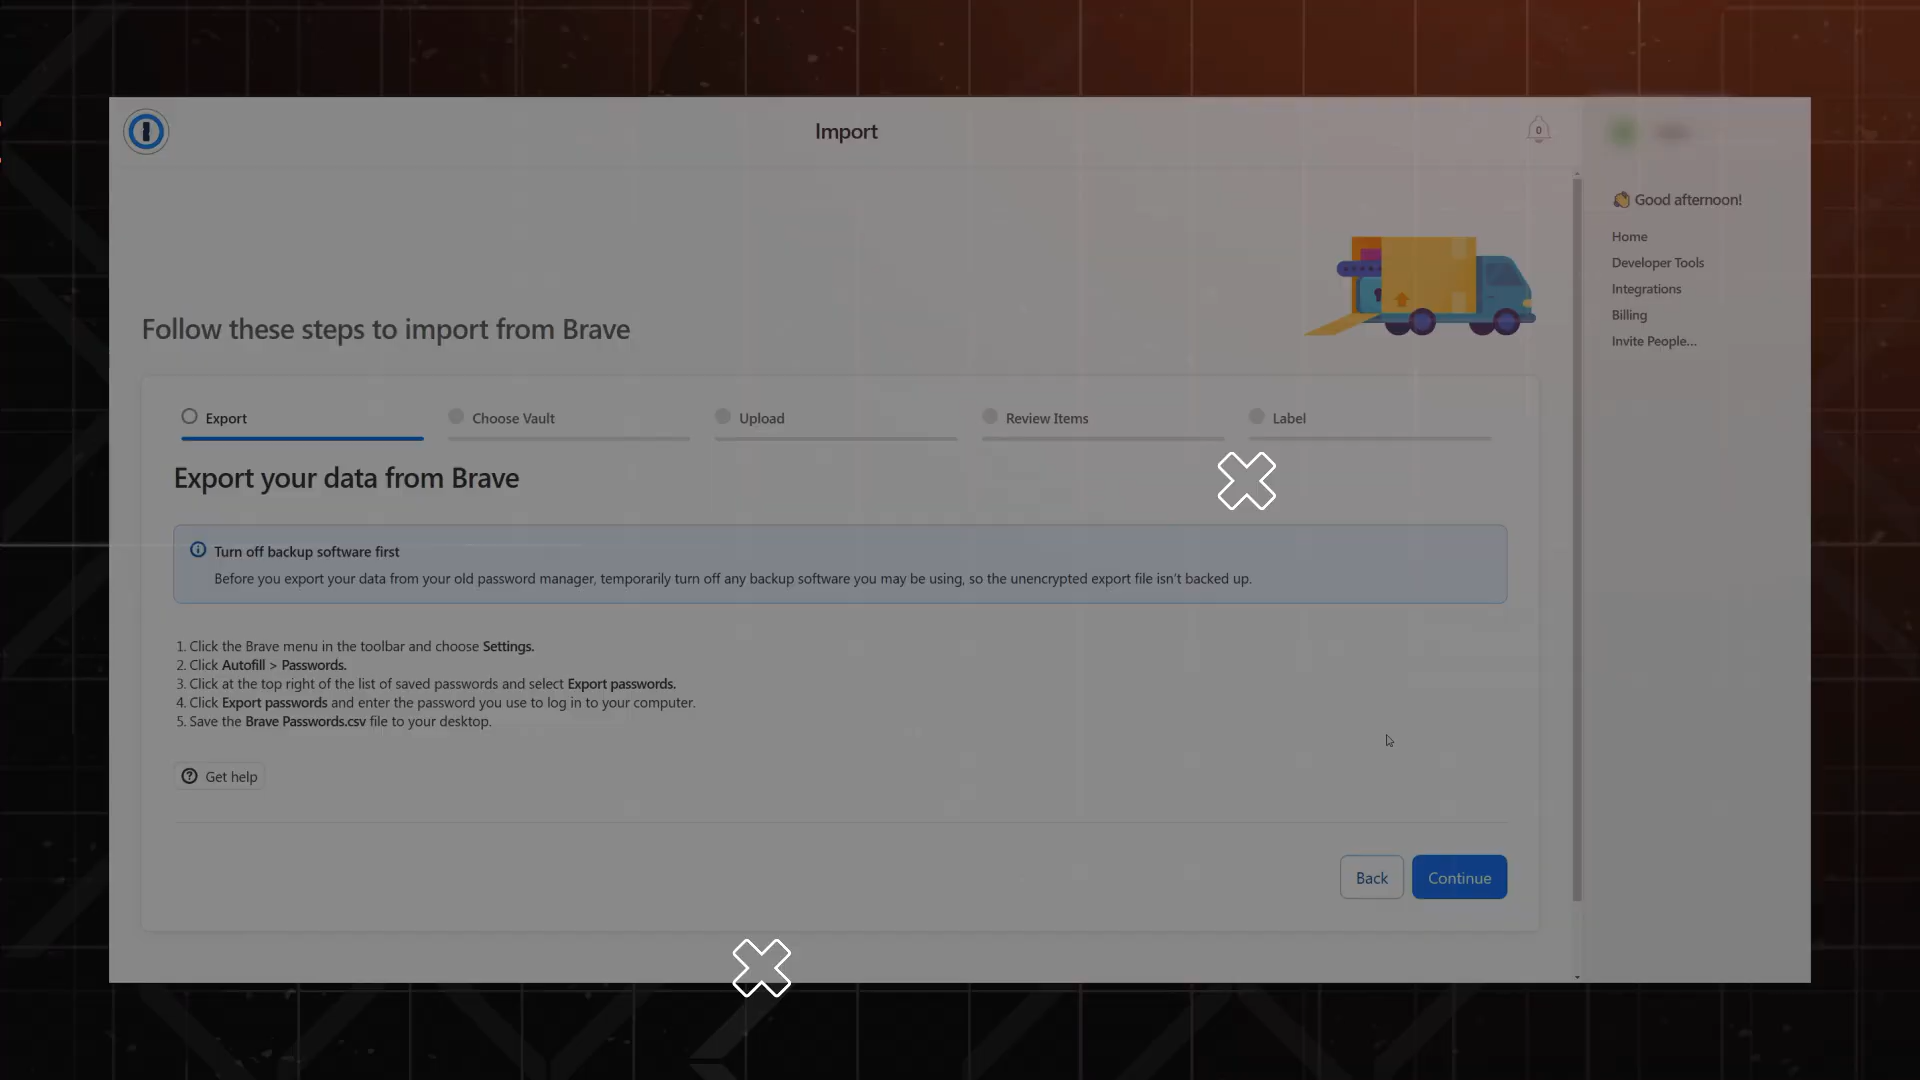 Import
0
👋 Good afternoon!
Home
Developer Tools
Integrations
Billing
Invite People...
Follow these steps to import from Brave
Export
Choose Vault
Upload
Review Items
Label
Export your data from Brave
Turn off backup software first
Before you export your data from your old password manager, temporarily turn off any backup software you may be using, so the unencrypted export file isn't backed up.
1. Click the Brave menu in the toolbar and choose Settings.
2. Click Autofill > Passwords.
3. Click at the top right of the list of saved passwords and select Export passwords.
4. Click Export passwords and enter the password you use to log in to your computer.
5. Save the Brave Passwords.csv file to your desktop.
Get help
Back
Continue